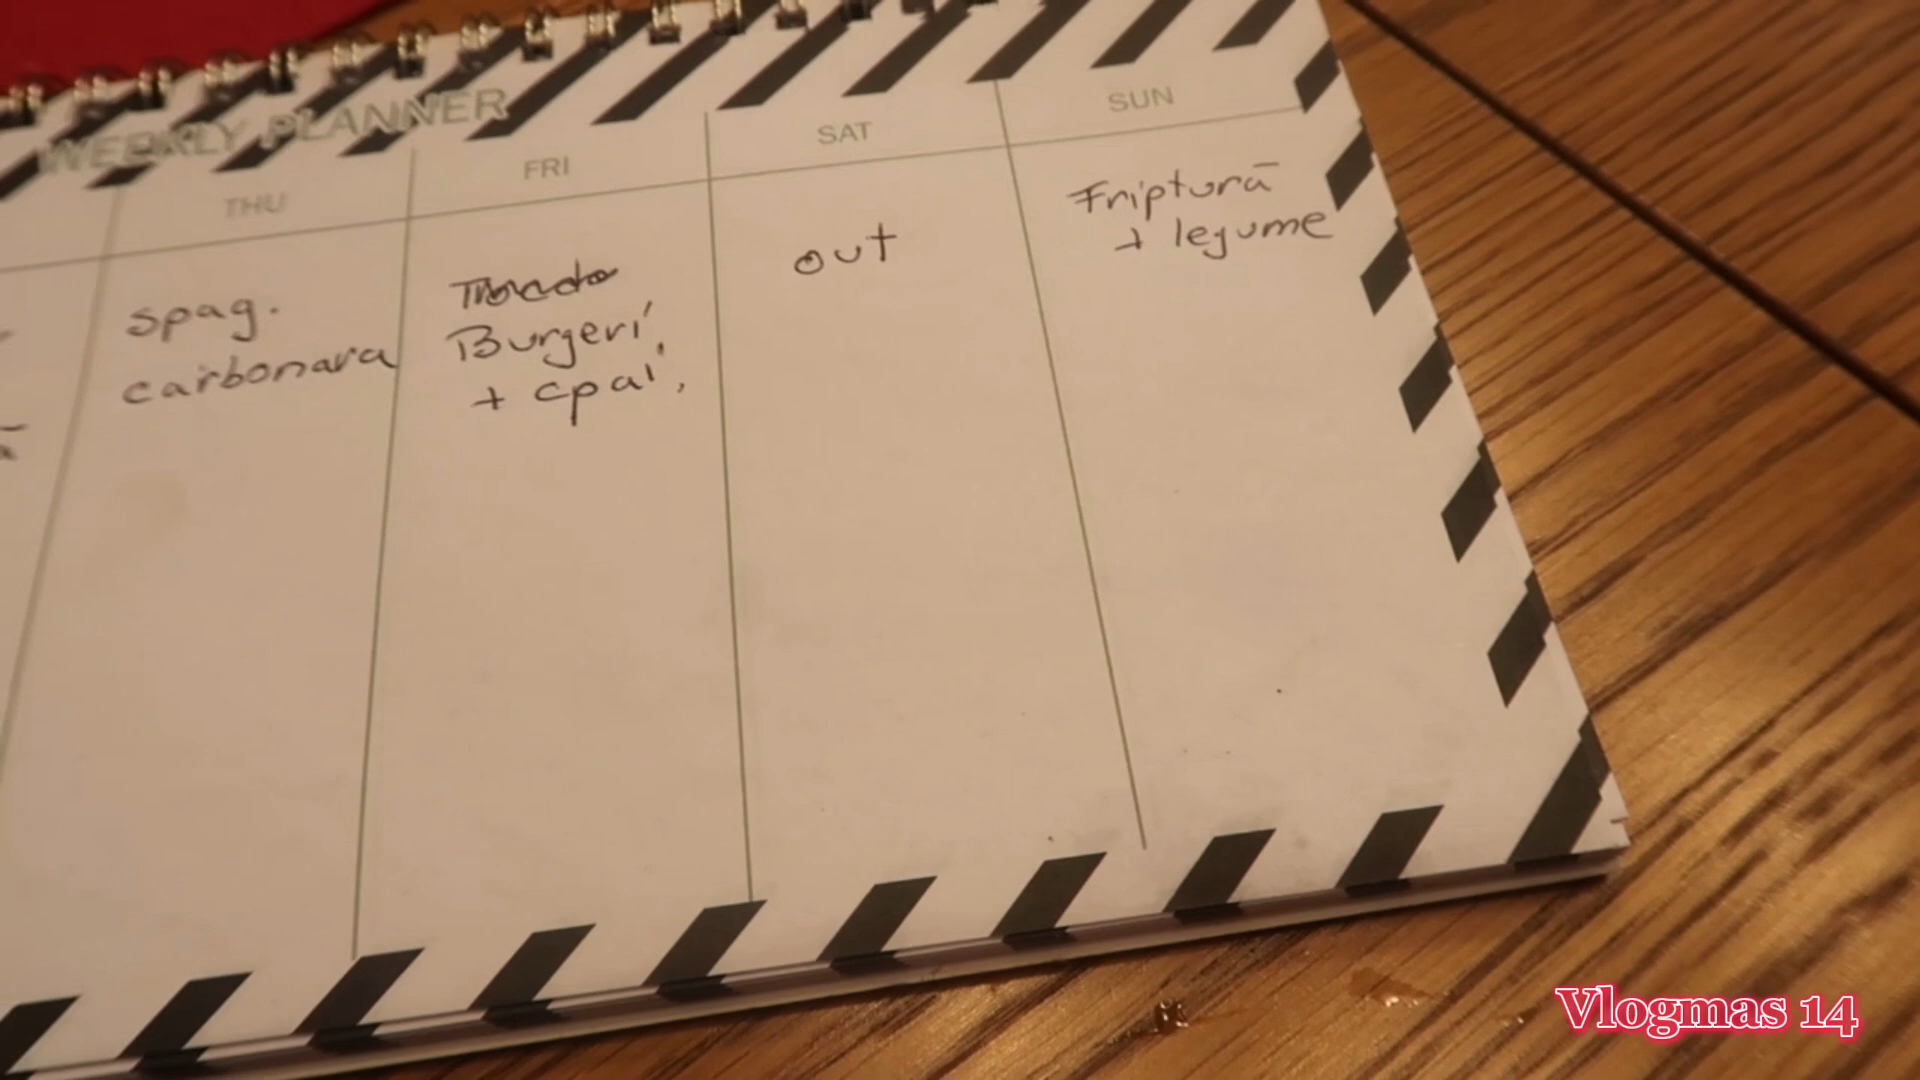 WEEKLY PLANNER
THU
FRI
SAT
SUN
spag.
carbonara
Burgeri
+ cpai,
out
Friptură
+ legume
Vlogmas 14